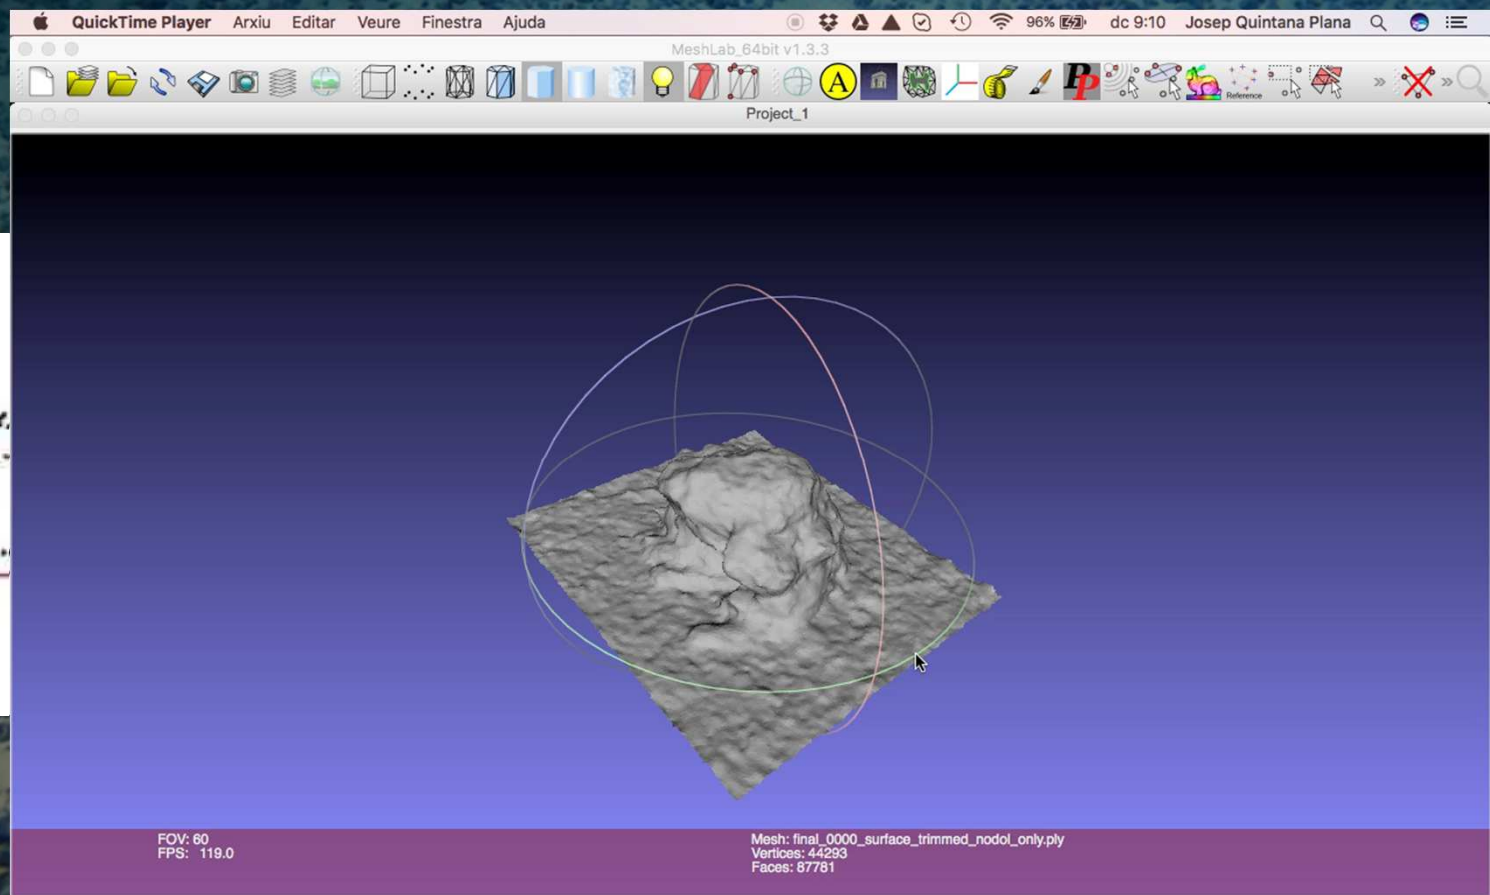 QuickTime Player Arxiu Editar Veure Finestra Ajuda 96% dc 9:10 Josep Quintana Plana
MeshLab_64bit v1.3.3
A PP Reference
Project_1
FOV: 60
FPS: 119.0
Mesh: final_0000_surface_trimmed_nodol_only.ply
Vertices: 44293
Faces: 87781